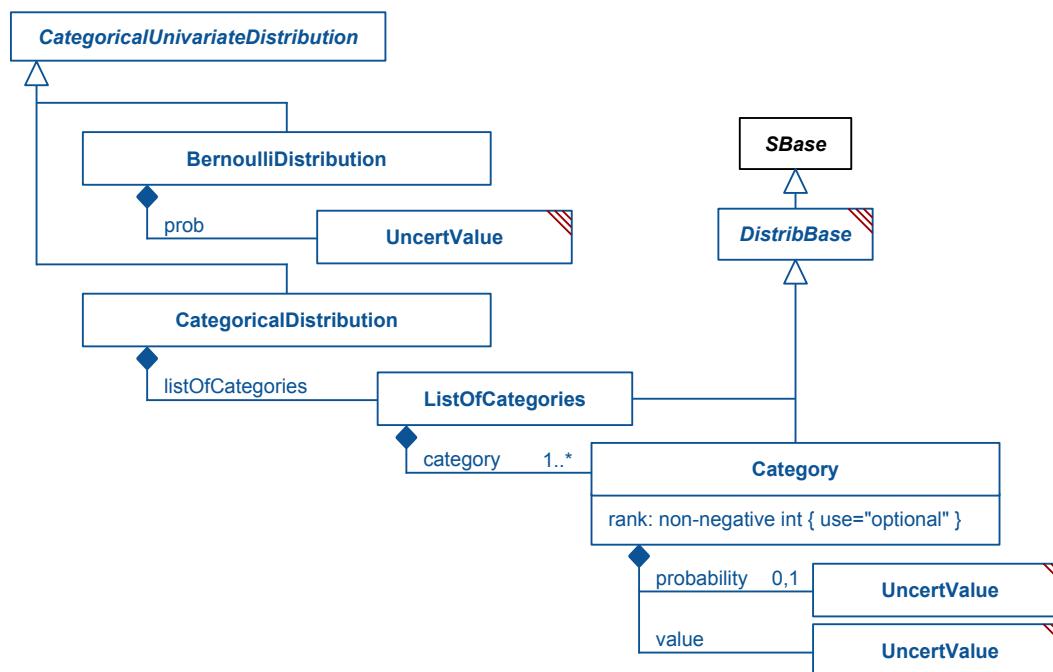 CategoricalUnivariateDistribution
BernoulliDistribution
SBase
prob
UncertValue
DistribBase
CategoricalDistribution
listOfCategories
ListOfCategories
category 1..*
Category
rank: non-negative int { use="optional" }
probability 0,1
UncertValue
value
UncertValue